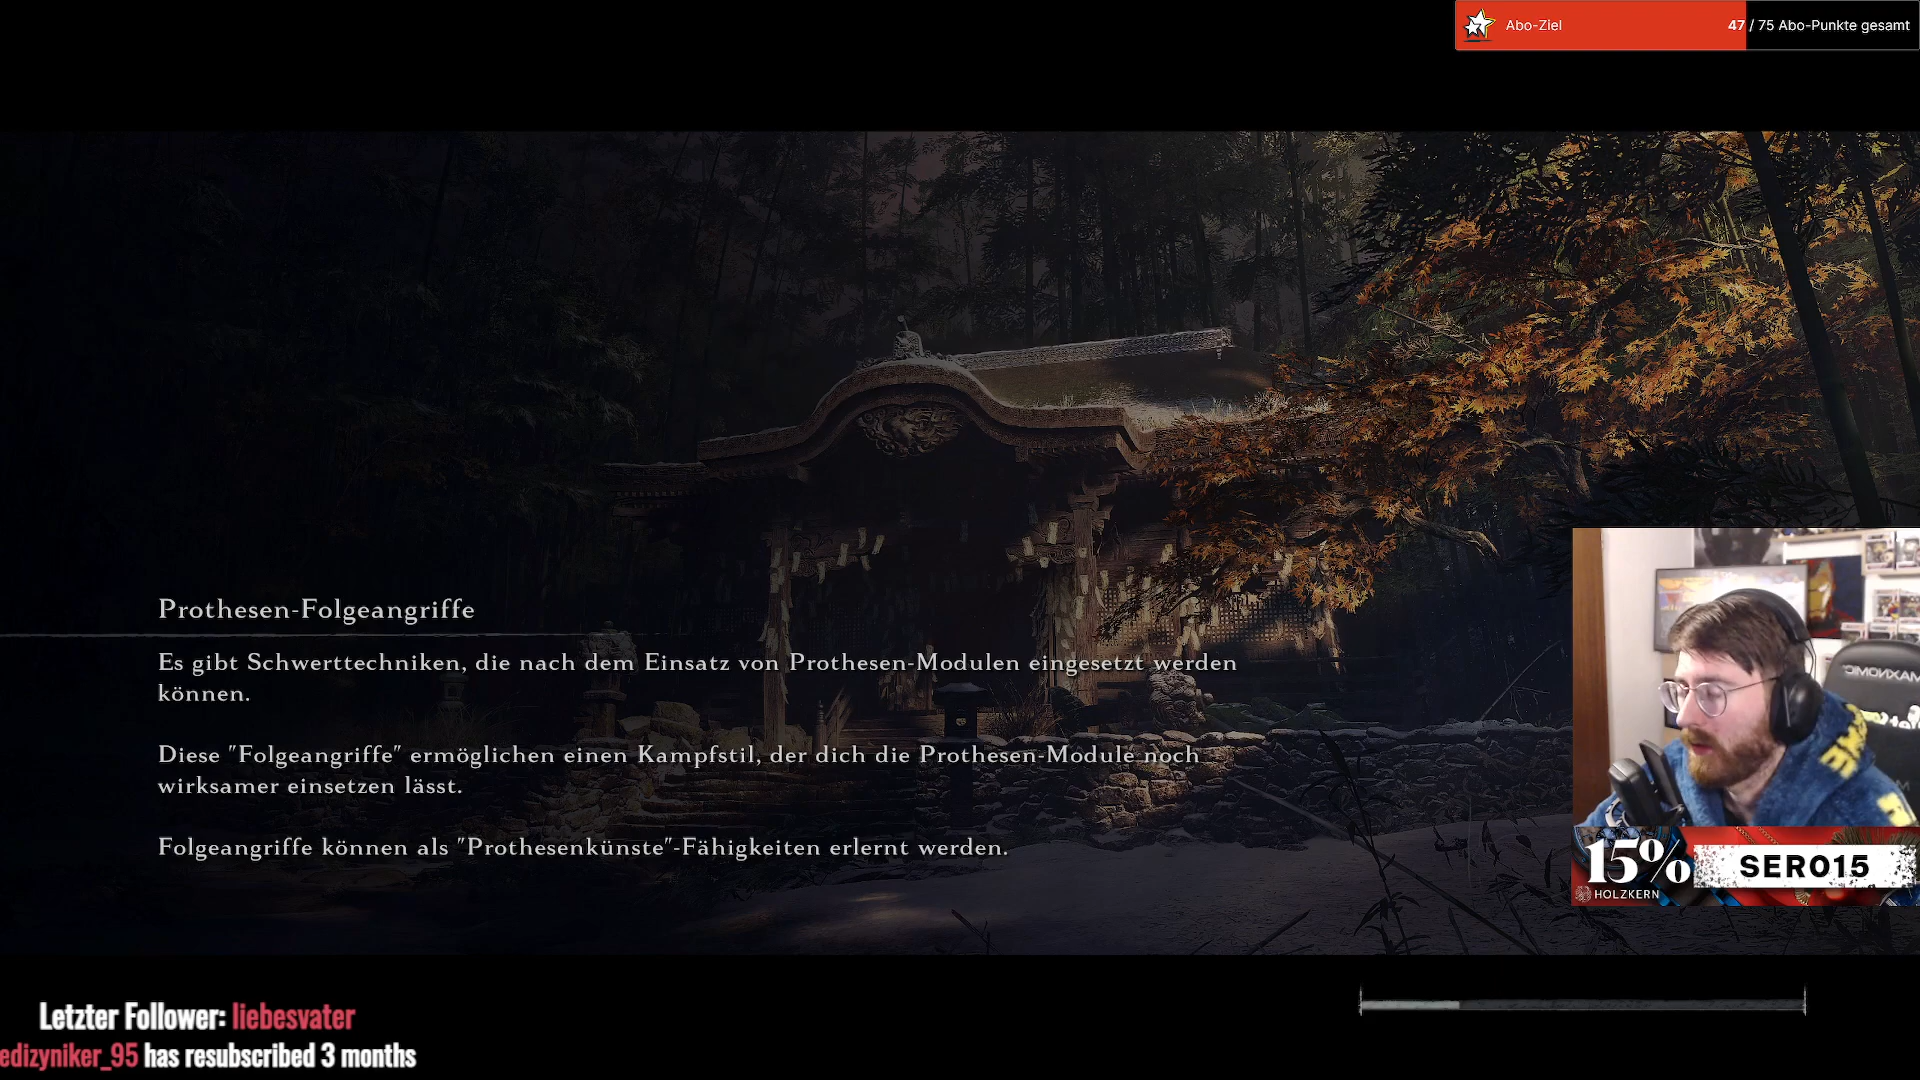 Abo-Ziel
47 / 75 Abo-Punkte gesamt
Prothesen-Folgeangriffe
Es gibt Schwerttechniken, die nach dem Einsatz von Prothesen-Modulen eingesetzt werden
können.
Diese "Folgeangriffe" ermöglichen einen Kampfstil, der dich die Prothesen-Module noch
wirksamer einsetzen lässt.
Folgeangriffe können als "Prothesenkünste"-Fähigkeiten erlernt werden.
15%
SERO15
HOLZKERN
Letzter Follower: liebesvater
edizyniker_95 has resubscribed 3 months